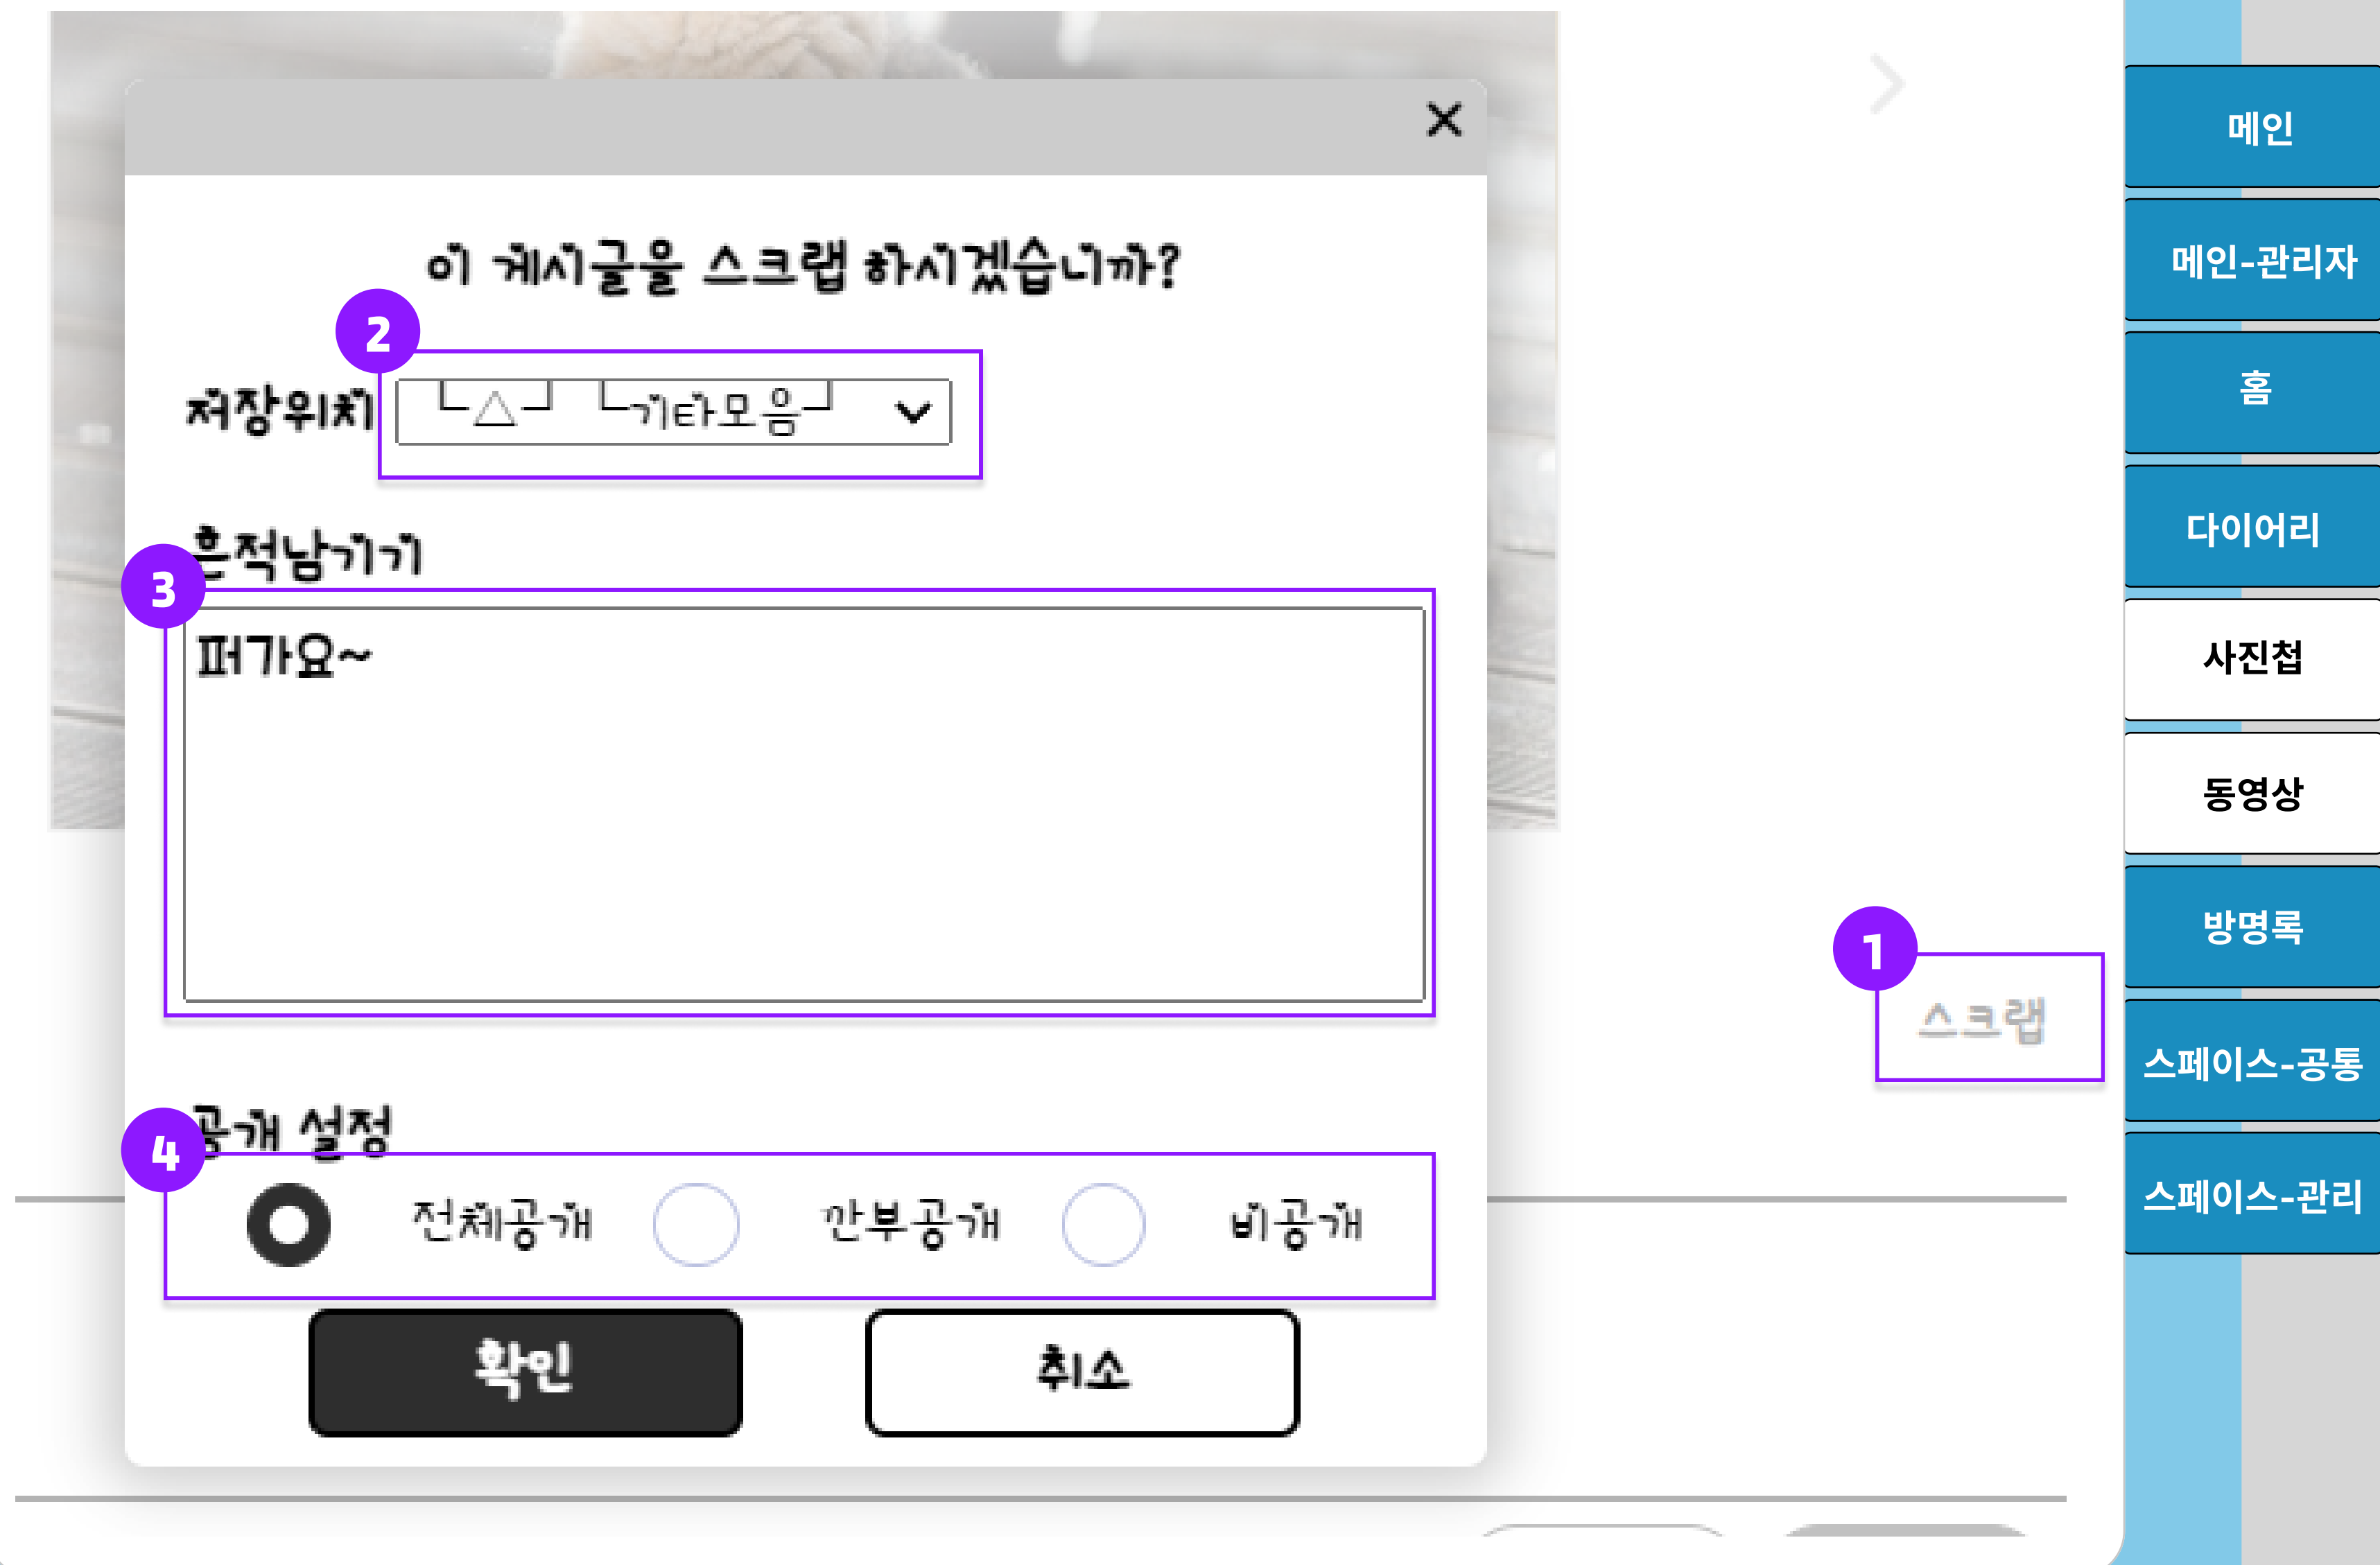 이 게시글을 스크랩 하시겠습니까?
2
저장위치 └△┘ └기타모음┘
흔적남기기
3
퍼가요~
1
스크랩
공개 설정
4
전체공개 깐부공개 비공개
확인 취소
메인
메인-관리자
홈
다이어리
사진첩
동영상
방명록
스페이스-공통
스페이스-관리